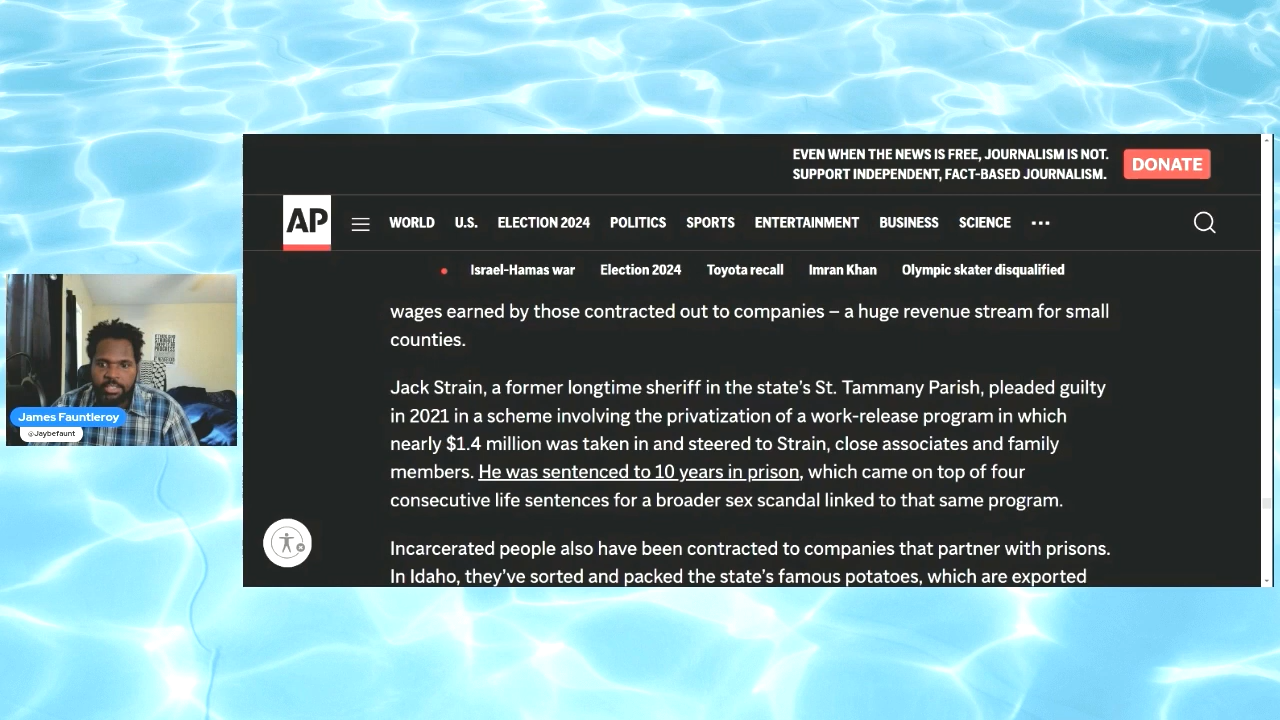 EVEN WHEN THE NEWS IS FREE, JOURNALISM IS NOT.
SUPPORT INDEPENDENT, FACT-BASED JOURNALISM.
DONATE
AP
WORLD U.S. ELECTION 2024 POLITICS SPORTS ENTERTAINMENT BUSINESS SCIENCE
Israel-Hamas war Election 2024 Toyota recall Imran Khan Olympic skater disqualified
wages earned by those contracted out to companies – a huge revenue stream for small
counties.
Jack Strain, a former longtime sheriff in the state’s St. Tammany Parish, pleaded guilty
in 2021 in a scheme involving the privatization of a work-release program in which
nearly $1.4 million was taken in and steered to Strain, close associates and family
members. He was sentenced to 10 years in prison, which came on top of four
consecutive life sentences for a broader sex scandal linked to that same program.
Incarcerated people also have been contracted to companies that partner with prisons.
In Idaho, they’ve sorted and packed the state’s famous potatoes, which are exported
James Fauntleroy
@Jaybefaunt